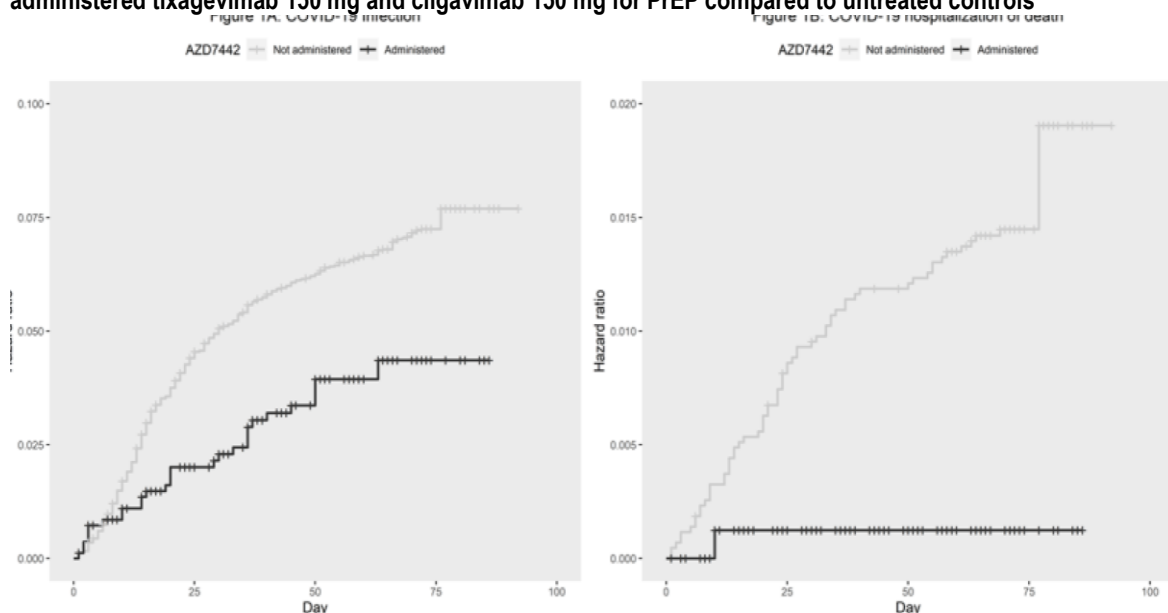 administered tixagevimab 150 mg and cilgavimab 150 mg for PrEP compared to untreated controls
Figure 1A: COVID-19 infection
AZD7442 Not administered Administered
0.100
0.075
0.050
0.025
0.000
Hazard ratio
0 25 50 75 100
Day
Figure 1B: COVID-19 hospitalization of death
AZD7442 Not administered Administered
0.020
0.015
0.010
0.005
0.000
Hazard ratio
0 25 50 75 100
Day